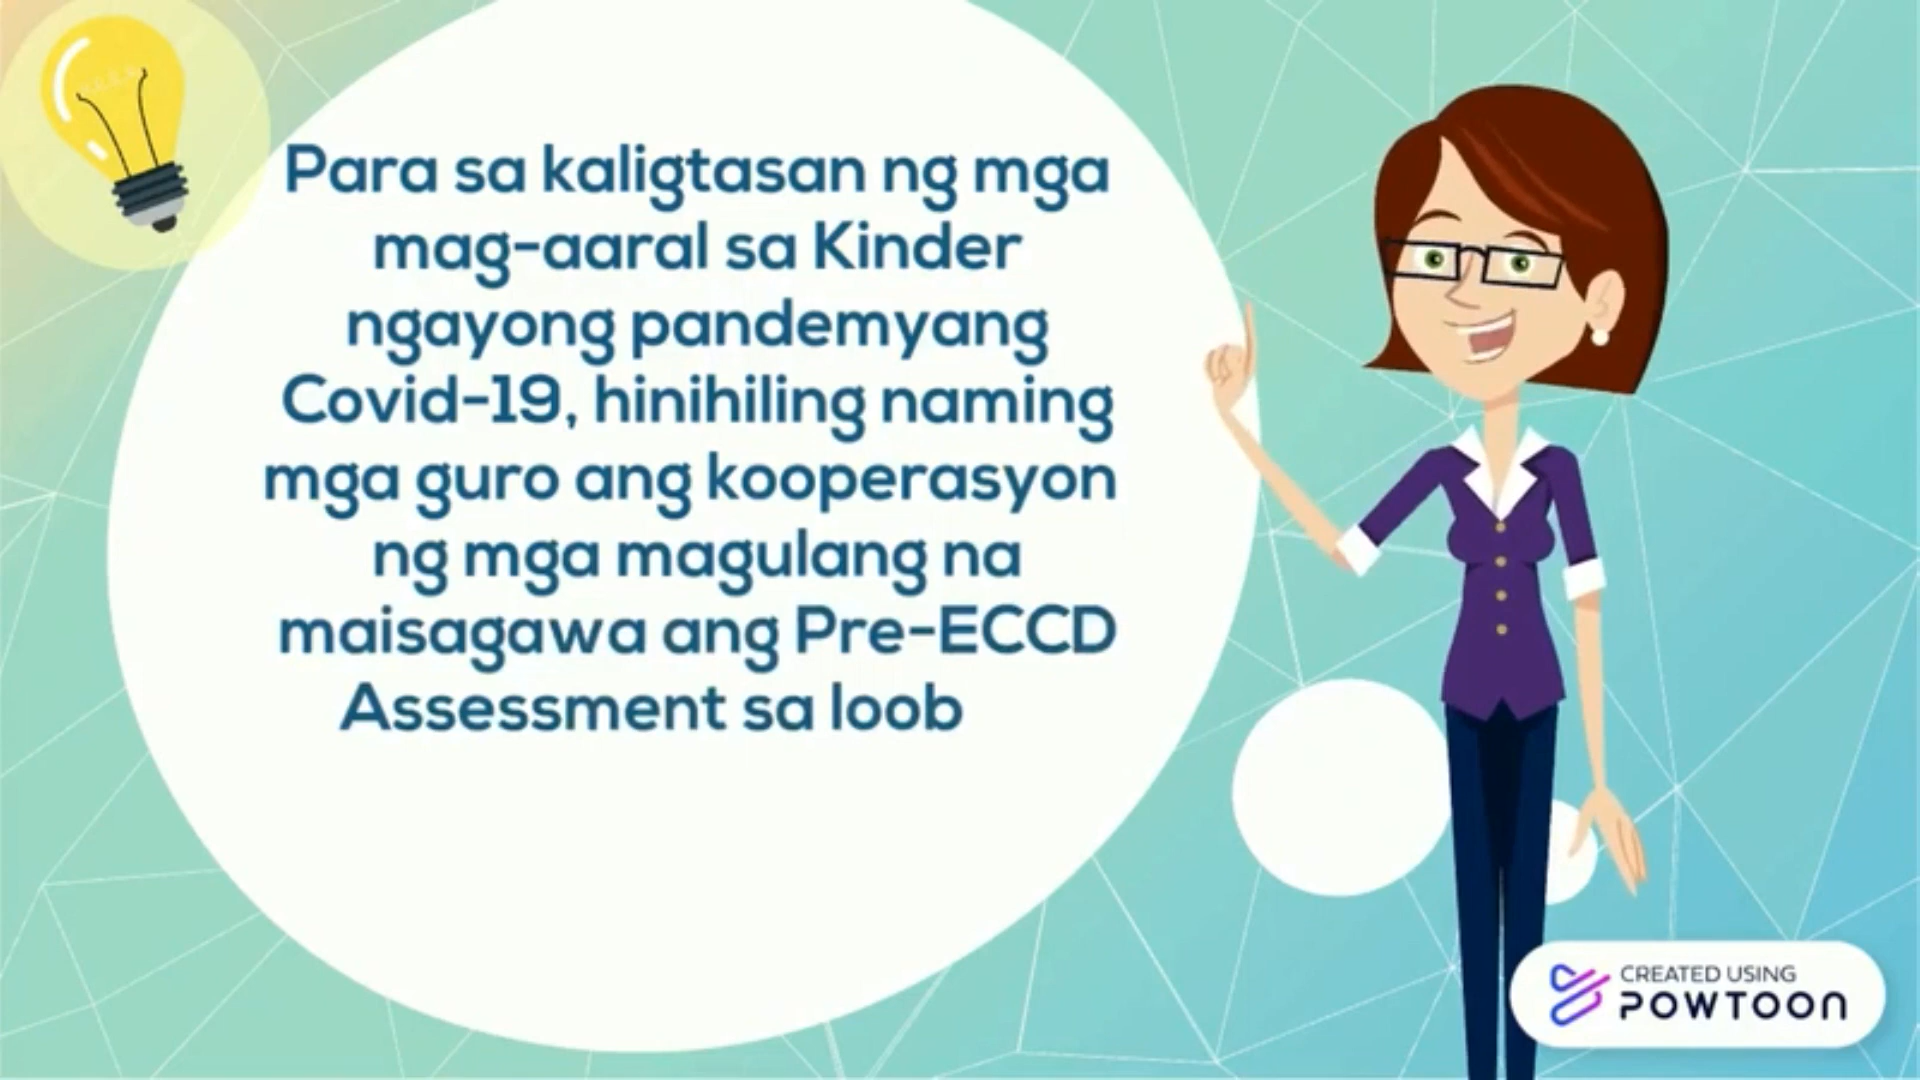 Para sa kaligtasan ng mga
mag-aaral sa Kinder
ngayong pandemyang
Covid-19, hinihiling naming
mga guro ang kooperasyon
ng mga magulang na
maisagawa ang Pre-ECCD
Assessment sa loob
CREATED USING
POWTOON